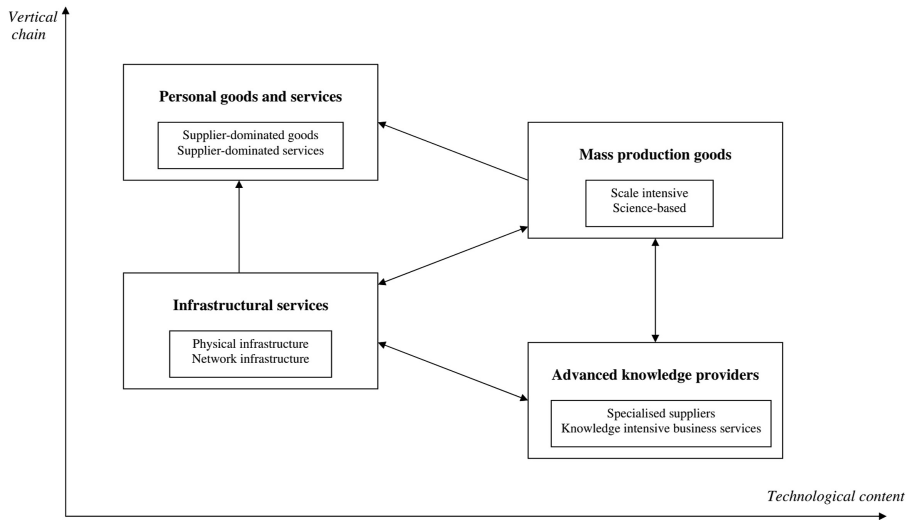 Vertical
chain
Personal goods and services
Supplier-dominated goods
Supplier-dominated services
Mass production goods
Scale intensive
Science-based
Infrastructural services
Physical infrastructure
Network infrastructure
Advanced knowledge providers
Specialised suppliers
Knowledge intensive business services
Technological content